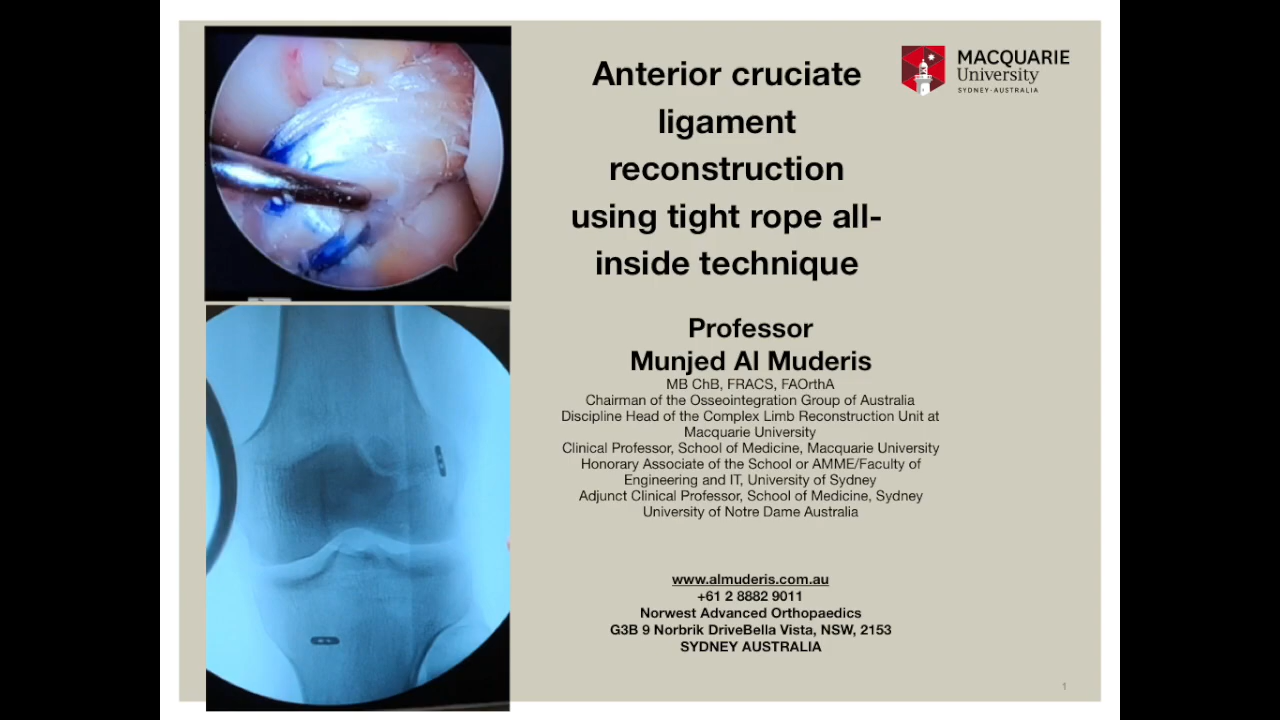 Anterior cruciate
ligament
reconstruction
using tight rope all-
inside technique
MACQUARIE
University
SYDNEY·AUSTRALIA
Professor
Munjed Al Muderis
MB ChB, FRACS, FAOrthA
Chairman of the Osseointegration Group of Australia
Discipline Head of the Complex Limb Reconstruction Unit at
Macquarie University
Clinical Professor, School of Medicine, Macquarie University
Honorary Associate of the School or AMME/Faculty of
Engineering and IT, University of Sydney
Adjunct Clinical Professor, School of Medicine, Sydney
University of Notre Dame Australia
www.almuderis.com.au
+61 2 8882 9011
Norwest Advanced Orthopaedics
G3B 9 Norbrik DriveBella Vista, NSW, 2153
SYDNEY AUSTRALIA
1